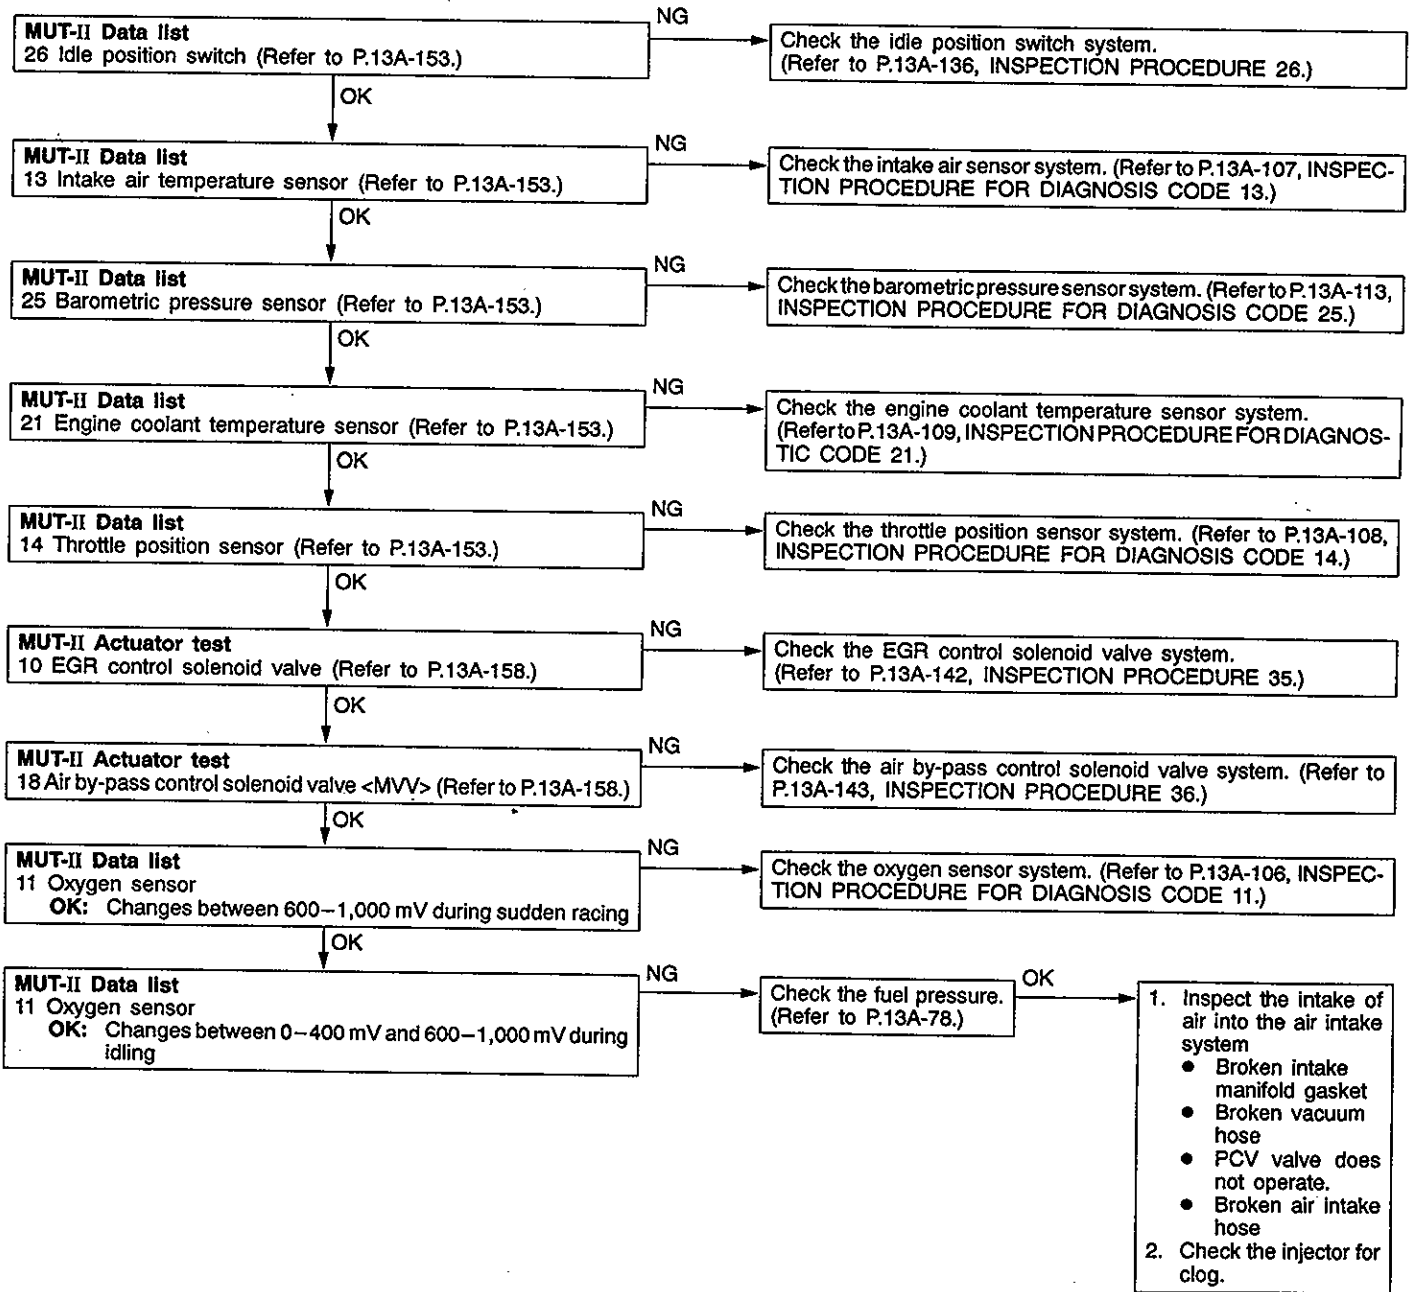 MUT-II Data list
26 Idle position switch (Refer to P.13A-153.)
NG
Check the idle position switch system.
(Refer to P.13A-136, INSPECTION PROCEDURE 26.)
OK
MUT-II Data list
13 Intake air temperature sensor (Refer to P.13A-153.)
NG
Check the intake air sensor system. (Refer to P.13A-107, INSPEC-
TION PROCEDURE FOR DIAGNOSIS CODE 13.)
OK
MUT-II Data list
25 Barometric pressure sensor (Refer to P.13A-153.)
NG
Check the barometric pressure sensor system. (Refer to P.13A-113,
INSPECTION PROCEDURE FOR DIAGNOSIS CODE 25.)
OK
MUT-II Data list
21 Engine coolant temperature sensor (Refer to P.13A-153.)
NG
Check the engine coolant temperature sensor system.
(Refer to P.13A-109, INSPECTION PROCEDURE FOR DIAGNOS-
TIC CODE 21.)
OK
MUT-II Data list
14 Throttle position sensor (Refer to P.13A-153.)
NG
Check the throttle position sensor system. (Refer to P.13A-108,
INSPECTION PROCEDURE FOR DIAGNOSIS CODE 14.)
OK
MUT-II Actuator test
10 EGR control solenoid valve (Refer to P.13A-158.)
NG
Check the EGR control solenoid valve system.
(Refer to P.13A-142, INSPECTION PROCEDURE 35.)
OK
MUT-II Actuator test
18 Air by-pass control solenoid valve <MVV> (Refer to P.13A-158.)
NG
Check the air by-pass control solenoid valve system. (Refer to
P.13A-143, INSPECTION PROCEDURE 36.)
OK
MUT-II Data list
11 Oxygen sensor
OK: Changes between 600–1,000 mV during sudden racing
NG
Check the oxygen sensor system. (Refer to P.13A-106, INSPEC-
TION PROCEDURE FOR DIAGNOSIS CODE 11.)
OK
MUT-II Data list
11 Oxygen sensor
OK: Changes between 0–400 mV and 600–1,000 mV during
idling
NG
Check the fuel pressure.
(Refer to P.13A-78.)
OK
1. Inspect the intake of
air into the air intake
system
● Broken intake
manifold gasket
● Broken vacuum
hose
● PCV valve does
not operate.
● Broken air intake
hose
2. Check the injector for
clog.